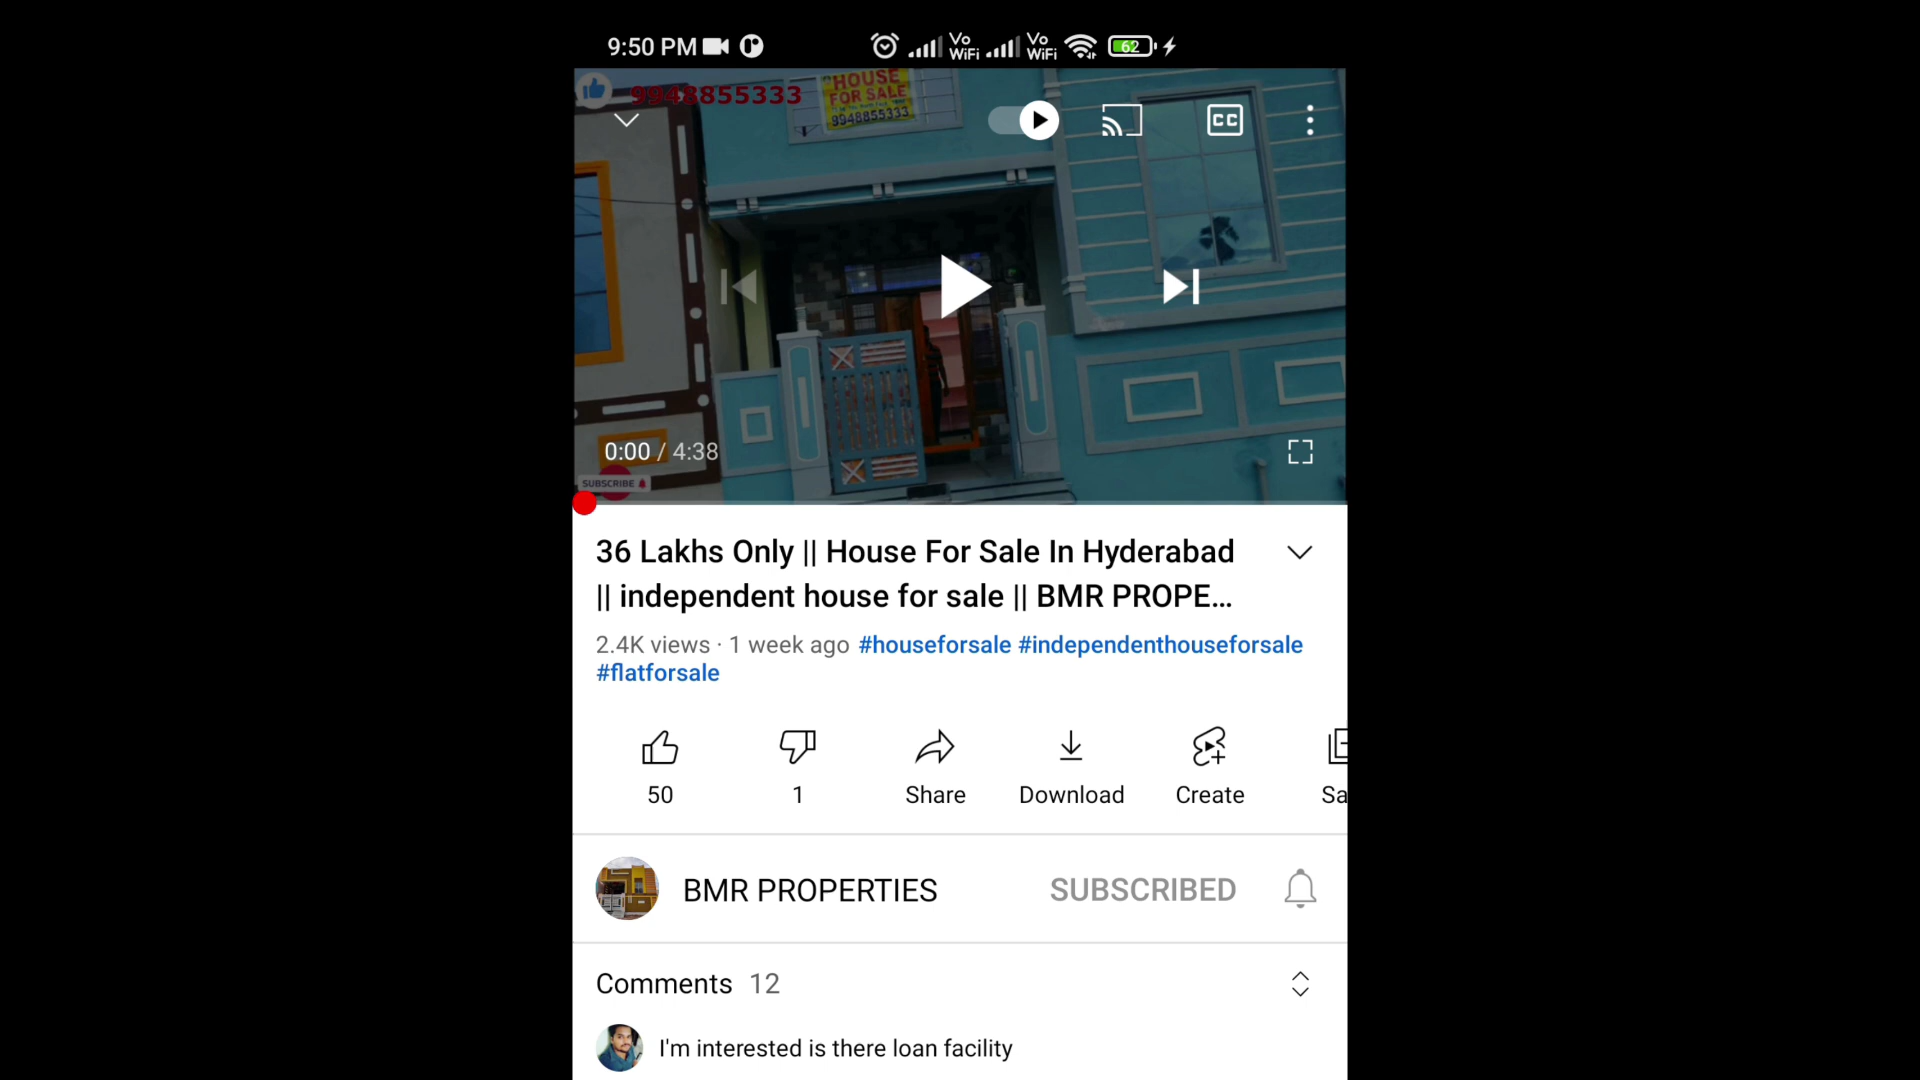 9:50 PM
Vo
WiFi
Vo
WiFi
62
9948855333
HOUSE
FOR SALE
9948855333
CC
0:00 / 4:38
SUBSCRIBE
36 Lakhs Only || House For Sale In Hyderabad
|| independent house for sale || BMR PROPE...
2.4K views · 1 week ago #houseforsale #independenthouseforsale
#flatforsale
50
1
Share
Download
Create
Sa
BMR PROPERTIES
SUBSCRIBED
Comments 12
I'm interested is there loan facility